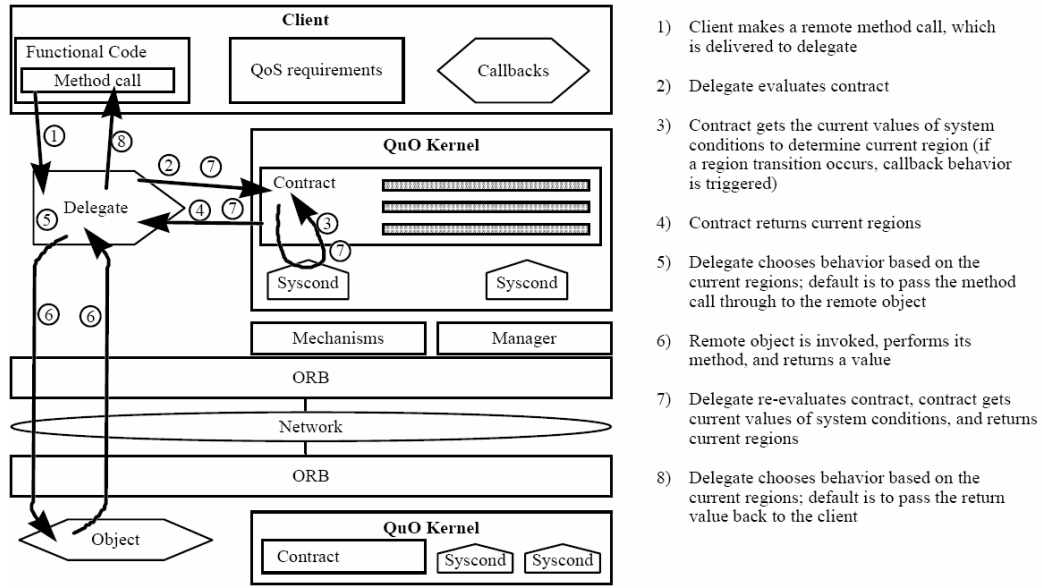 Client
Functional Code
Method call
QoS requirements
Callbacks
1
8
2
7
QuO Kernel
Contract
Delegate
5
4
7
3
7
Syscond
Syscond
6
6
Mechanisms
Manager
ORB
Network
ORB
Object
QuO Kernel
Contract
Syscond
Syscond
1) Client makes a remote method call, which
is delivered to delegate
2) Delegate evaluates contract
3) Contract gets the current values of system
conditions to determine current region (if
a region transition occurs, callback behavior
is triggered)
4) Contract returns current regions
5) Delegate chooses behavior based on the
current regions; default is to pass the method
call through to the remote object
6) Remote object is invoked, performs its
method, and returns a value
7) Delegate re-evaluates contract, contract gets
current values of system conditions, and returns
current regions
8) Delegate chooses behavior based on the
current regions; default is to pass the return
value back to the client